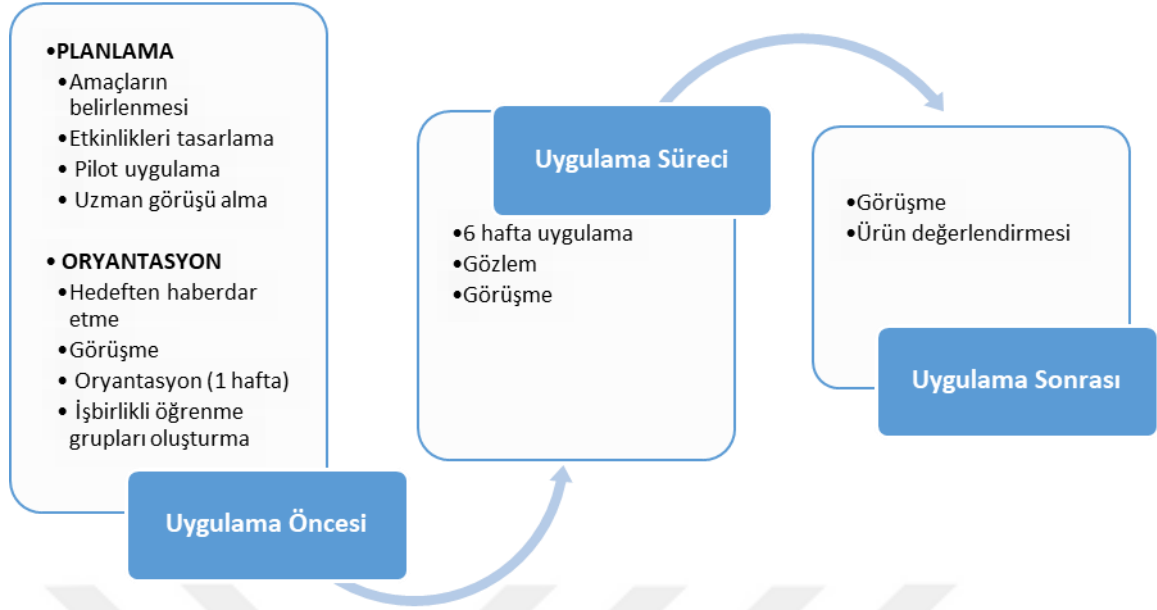 •PLANLAMA
•Amaçların
belirlenmesi
•Etkinlikleri tasarlama
• Pilot uygulama
• Uzman görüşü alma
• ORYANTASYON
•Hedeften haberdar
etme
•Görüşme
• Oryantasyon (1 hafta)
• İşbirlikli öğrenme
grupları oluşturma
Uygulama Öncesi
Uygulama Süreci
•6 hafta uygulama
•Gözlem
•Görüşme
•Görüşme
•Ürün değerlendirmesi
Uygulama Sonrası